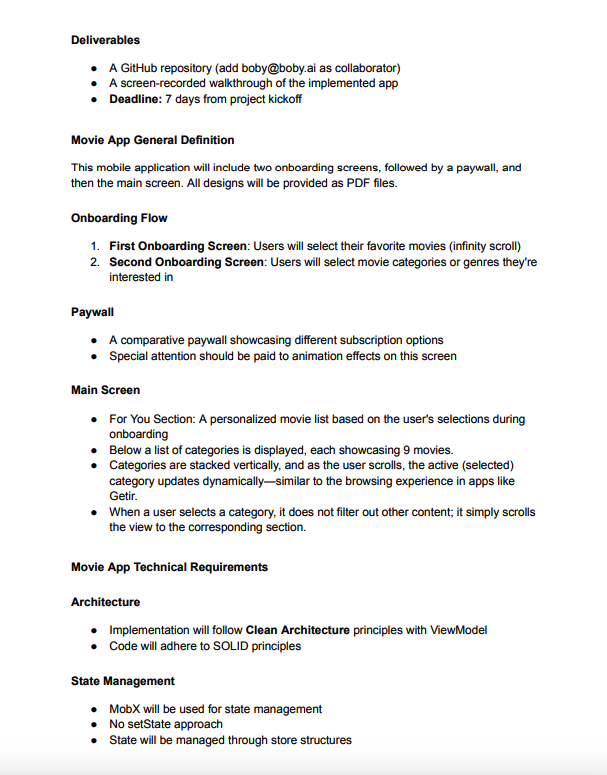 Deliverables
● A GitHub repository (add boby@boby.ai as collaborator)
● A screen-recorded walkthrough of the implemented app
● Deadline: 7 days from project kickoff
Movie App General Definition
This mobile application will include two onboarding screens, followed by a paywall, and
then the main screen. All designs will be provided as PDF files.
Onboarding Flow
1. First Onboarding Screen: Users will select their favorite movies (infinity scroll)
2. Second Onboarding Screen: Users will select movie categories or genres they're
interested in
Paywall
● A comparative paywall showcasing different subscription options
● Special attention should be paid to animation effects on this screen
Main Screen
● For You Section: A personalized movie list based on the user's selections during
onboarding
● Below a list of categories is displayed, each showcasing 9 movies.
● Categories are stacked vertically, and as the user scrolls, the active (selected)
category updates dynamically—similar to the browsing experience in apps like
Getir.
● When a user selects a category, it does not filter out other content; it simply scrolls
the view to the corresponding section.
Movie App Technical Requirements
Architecture
● Implementation will follow Clean Architecture principles with ViewModel
● Code will adhere to SOLID principles
State Management
● MobX will be used for state management
● No setState approach
● State will be managed through store structures